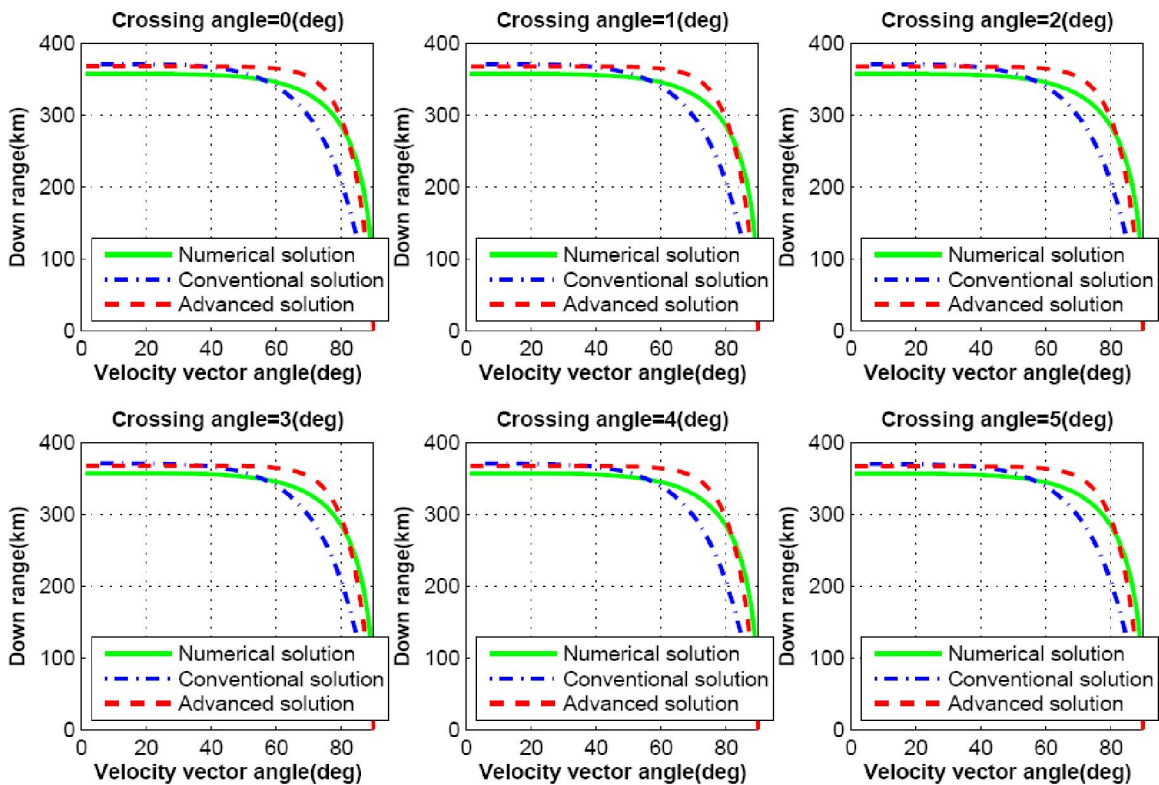 Crossing angle=0(deg)
Crossing angle=1(deg)
Crossing angle=2(deg)
400
300
200
100
0
Down range(km)
Numerical solution
Conventional solution
Advanced solution
0 20 40 60 80
Velocity vector angle(deg)
400
300
200
100
0
Down range(km)
Numerical solution
Conventional solution
Advanced solution
0 20 40 60 80
Velocity vector angle(deg)
400
300
200
100
0
Down range(km)
Numerical solution
Conventional solution
Advanced solution
0 20 40 60 80
Velocity vector angle(deg)
Crossing angle=3(deg)
Crossing angle=4(deg)
Crossing angle=5(deg)
400
300
200
100
0
Down range(km)
Numerical solution
Conventional solution
Advanced solution
0 20 40 60 80
Velocity vector angle(deg)
400
300
200
100
0
Down range(km)
Numerical solution
Conventional solution
Advanced solution
0 20 40 60 80
Velocity vector angle(deg)
400
300
200
100
0
Down range(km)
Numerical solution
Conventional solution
Advanced solution
0 20 40 60 80
Velocity vector angle(deg)